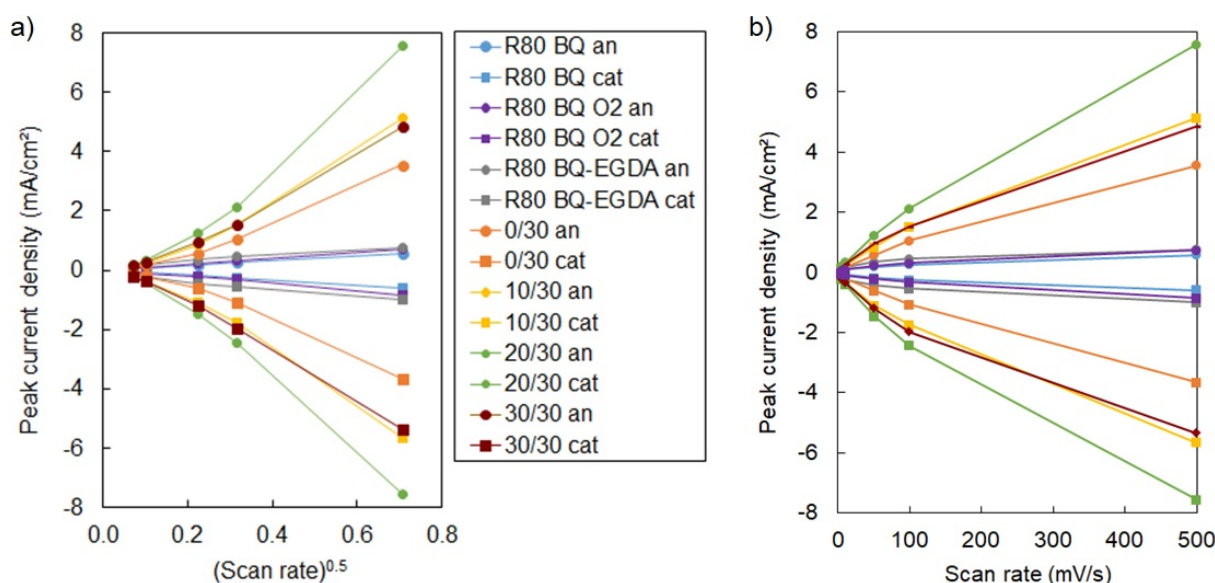 a)
Peak current density (mA/cm²)
8
6
4
2
0
-2
-4
-6
-8
0.0 0.2 0.4 0.6 0.8
(Scan rate)⁰·⁵
R80 BQ an
R80 BQ cat
R80 BQ O2 an
R80 BQ O2 cat
R80 BQ-EGDA an
R80 BQ-EGDA cat
0/30 an
0/30 cat
10/30 an
10/30 cat
20/30 an
20/30 cat
30/30 an
30/30 cat
b)
Peak current density (mA/cm²)
8
6
4
2
0
-2
-4
-6
-8
0 100 200 300 400 500
Scan rate (mV/s)